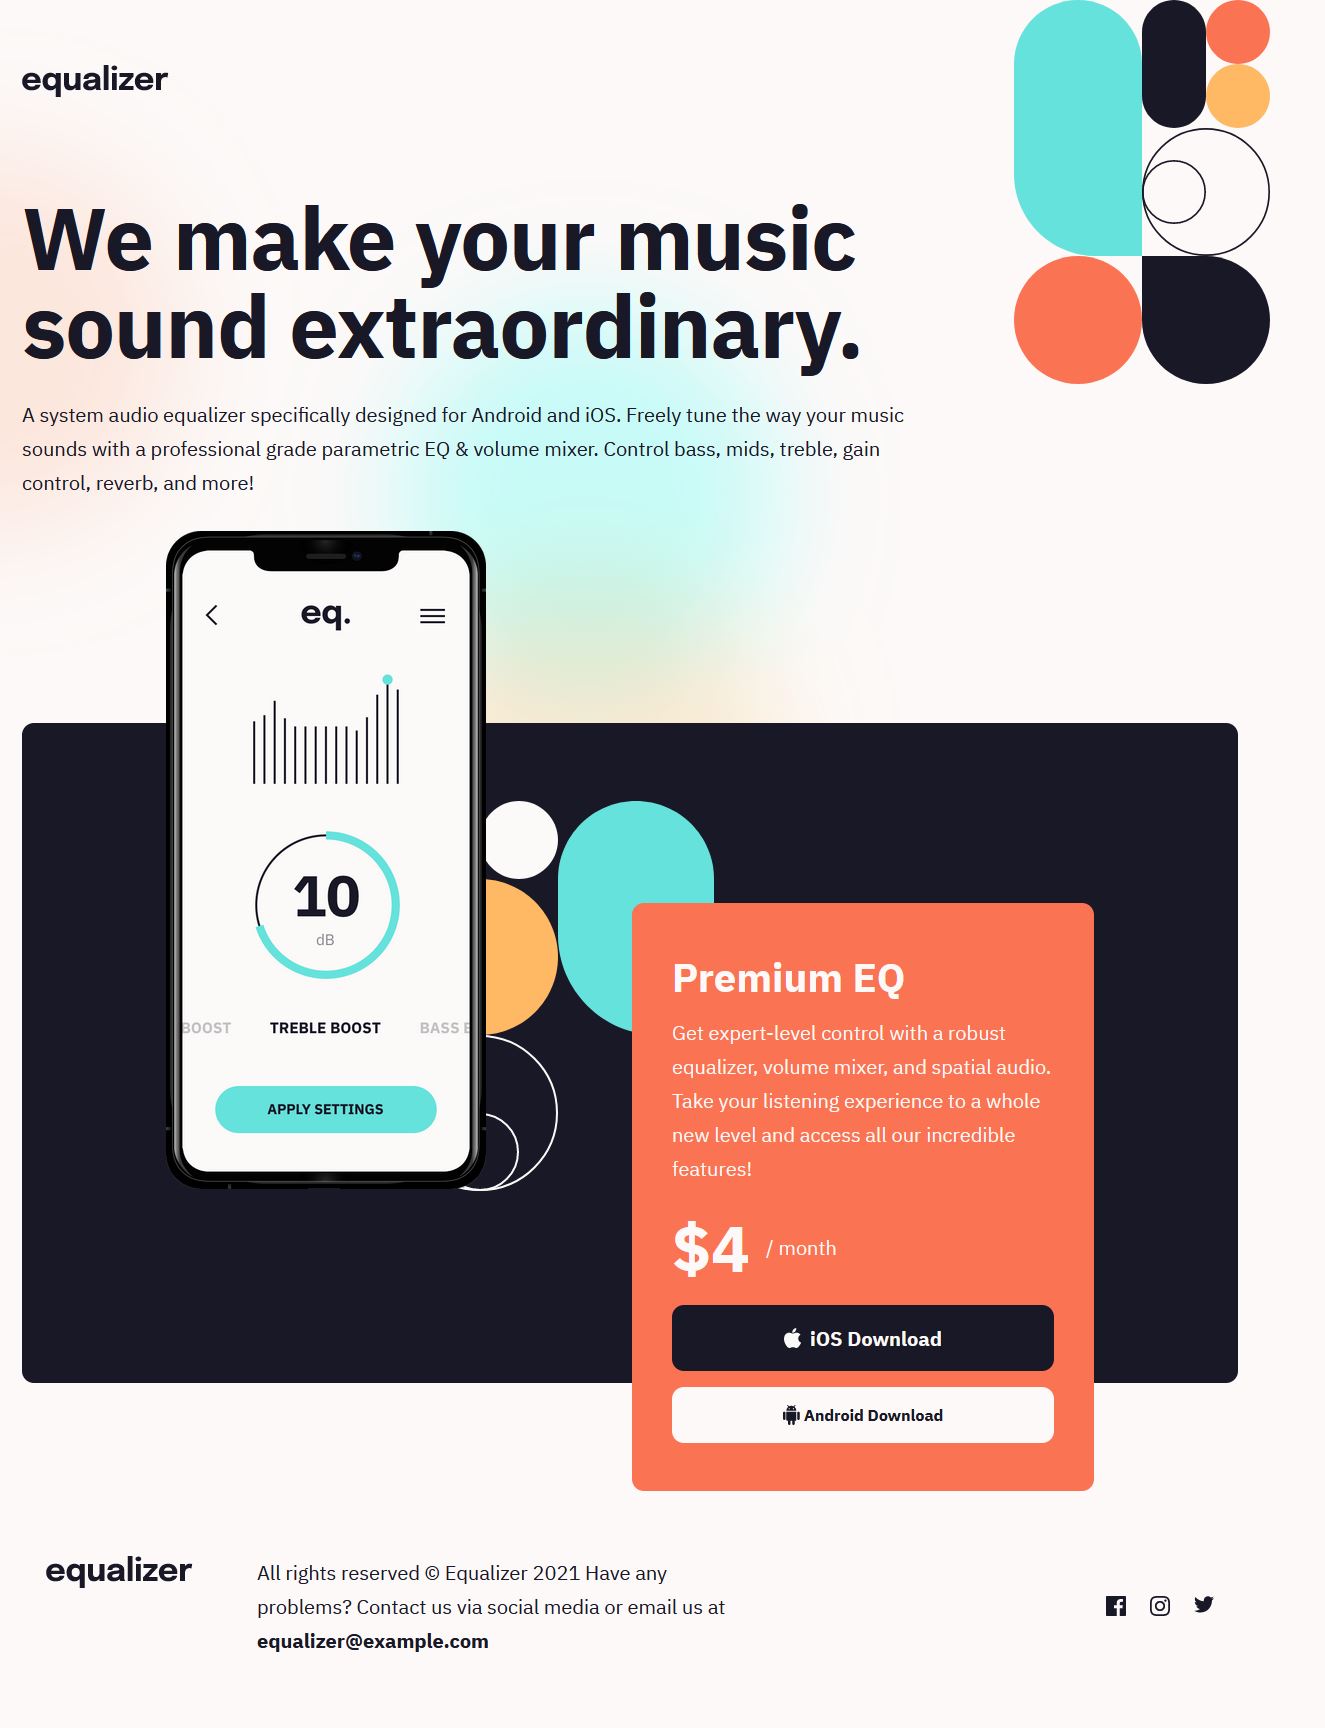 equalizer
We make your music
sound extraordinary.
A system audio equalizer specifically designed for Android and iOS. Freely tune the way your music
sounds with a professional grade parametric EQ & volume mixer. Control bass, mids, treble, gain
control, reverb, and more!
eq.
10
dB
BOOST TREBLE BOOST BASS
APPLY SETTINGS
Premium EQ
Get expert-level control with a robust
equalizer, volume mixer, and spatial audio.
Take your listening experience to a whole
new level and access all our incredible
features!
$4 / month
iOS Download
Android Download
equalizer
All rights reserved © Equalizer 2021 Have any
problems? Contact us via social media or email us at
equalizer@example.com